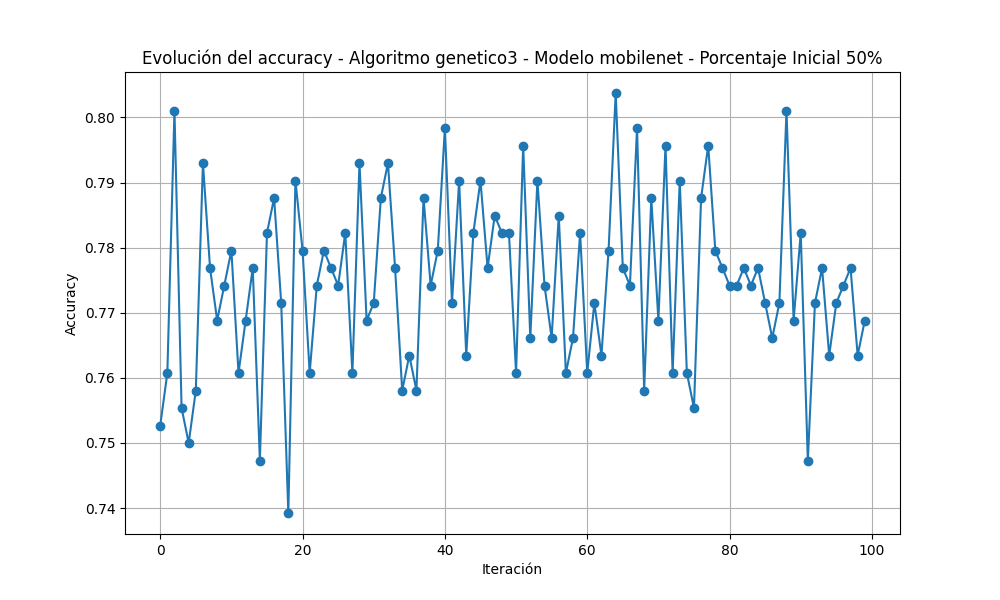 Evolución del accuracy - Algoritmo genetico3 - Modelo mobilenet - Porcentaje Inicial 50%
0.80
0.79
0.78
0.77
0.76
0.75
0.74
Accuracy
0 20 40 60 80 100
Iteración